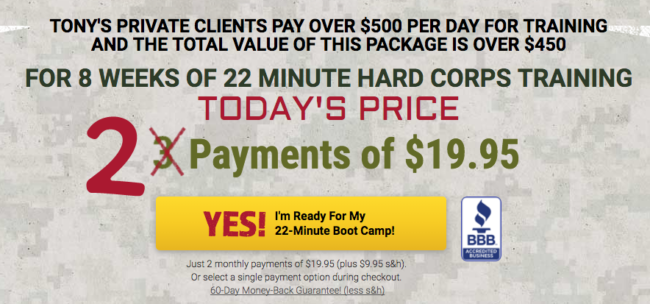 TONY'S PRIVATE CLIENTS PAY OVER $500 PER DAY FOR TRAINING
AND THE TOTAL VALUE OF THIS PACKAGE IS OVER $450
FOR 8 WEEKS OF 22 MINUTE HARD CORPS TRAINING
TODAY'S PRICE
2 3 Payments of $19.95
YES! I'm Ready For My
22-Minute Boot Camp!
BBB
ACCREDITED
BUSINESS
Just 2 monthly payments of $19.95 (plus $9.95 s&h).
Or select a single payment option during checkout.
60-Day Money-Back Guarantee! (less s&h)